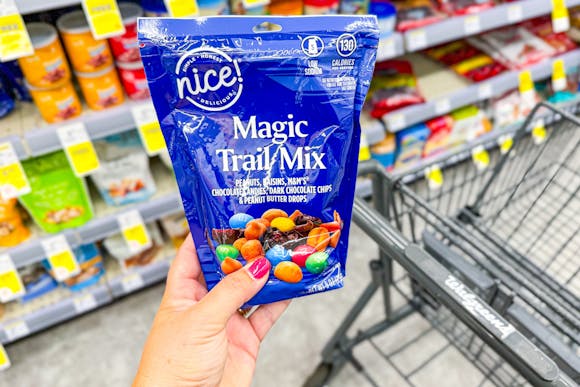 SIMPLE • HONEST
nice!
DELICIOUS
LOW
SODIUM
130
CALORIES
Magic
Trail Mix
PEANUTS, RAISINS, M&M'S®
CHOCOLATE CANDIES, DARK CHOCOLATE CHIPS
& PEANUT BUTTER DROPS
Walgreens